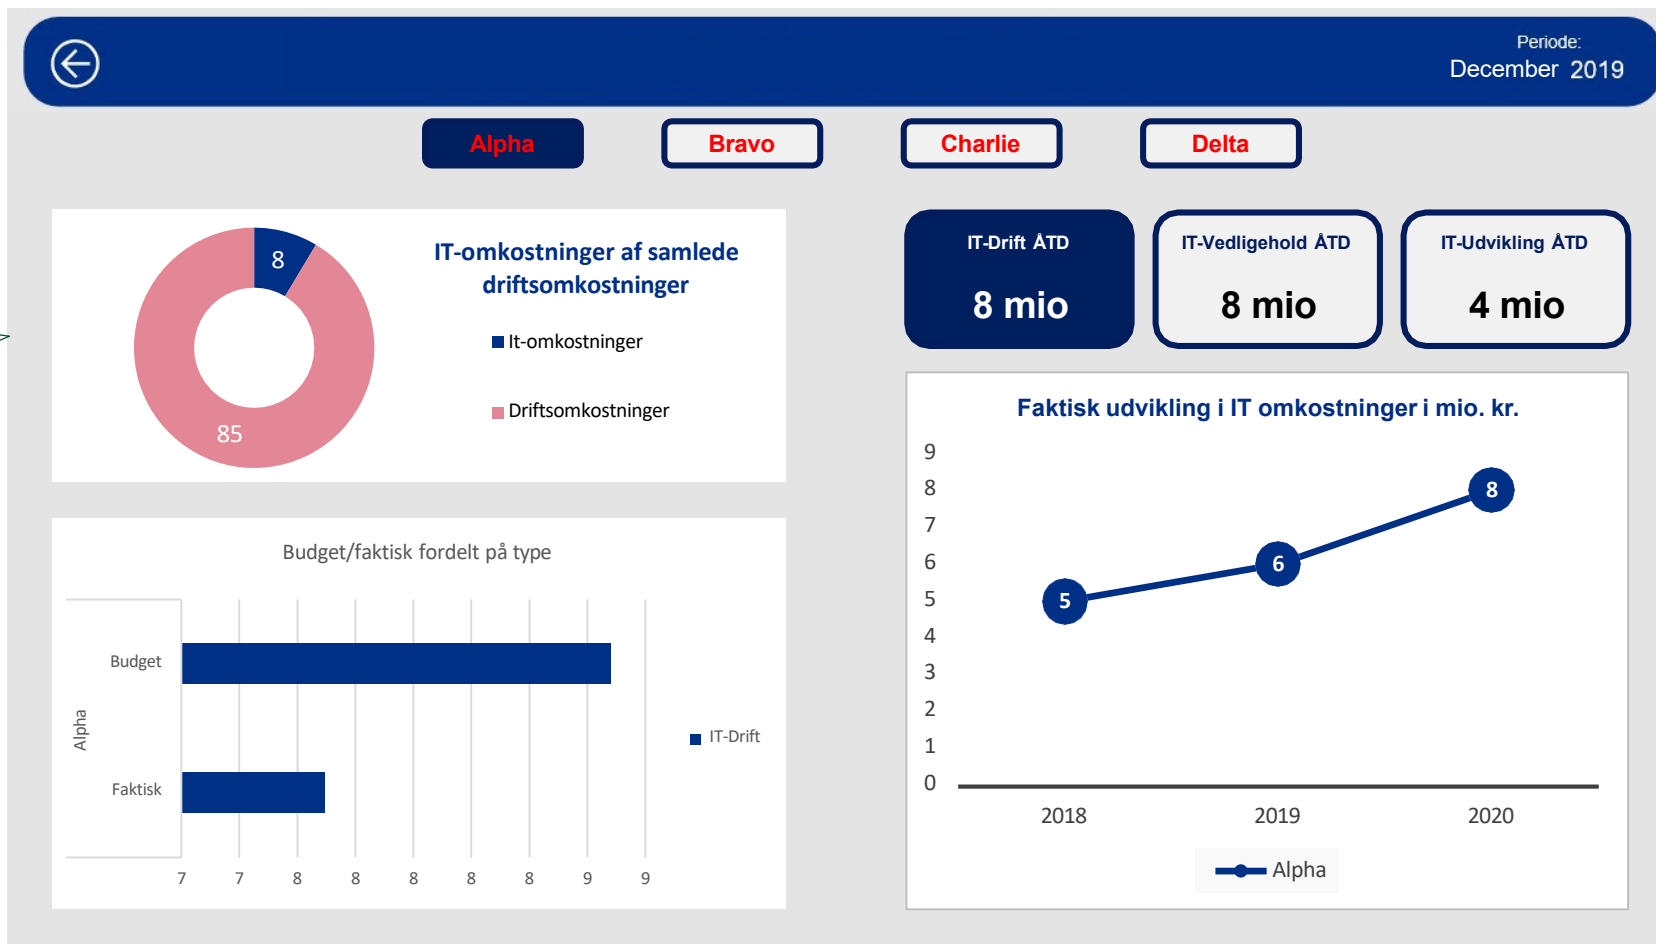 Periode:
December 2019
Alpha
Bravo
Charlie
Delta
IT-omkostninger af samlede
driftsomkostninger
8
85
It-omkostninger
Driftsomkostninger
IT-Drift ÅTD
8 mio
IT-Vedligehold ÅTD
8 mio
IT-Udvikling ÅTD
4 mio
Budget/faktisk fordelt på type
Alpha
Budget
Faktisk
7 7 8 8 8 8 8 9 9
IT-Drift
Faktisk udvikling i IT omkostninger i mio. kr.
9
8
7
6
5
4
3
2
1
0
5
6
8
2018 2019 2020
Alpha